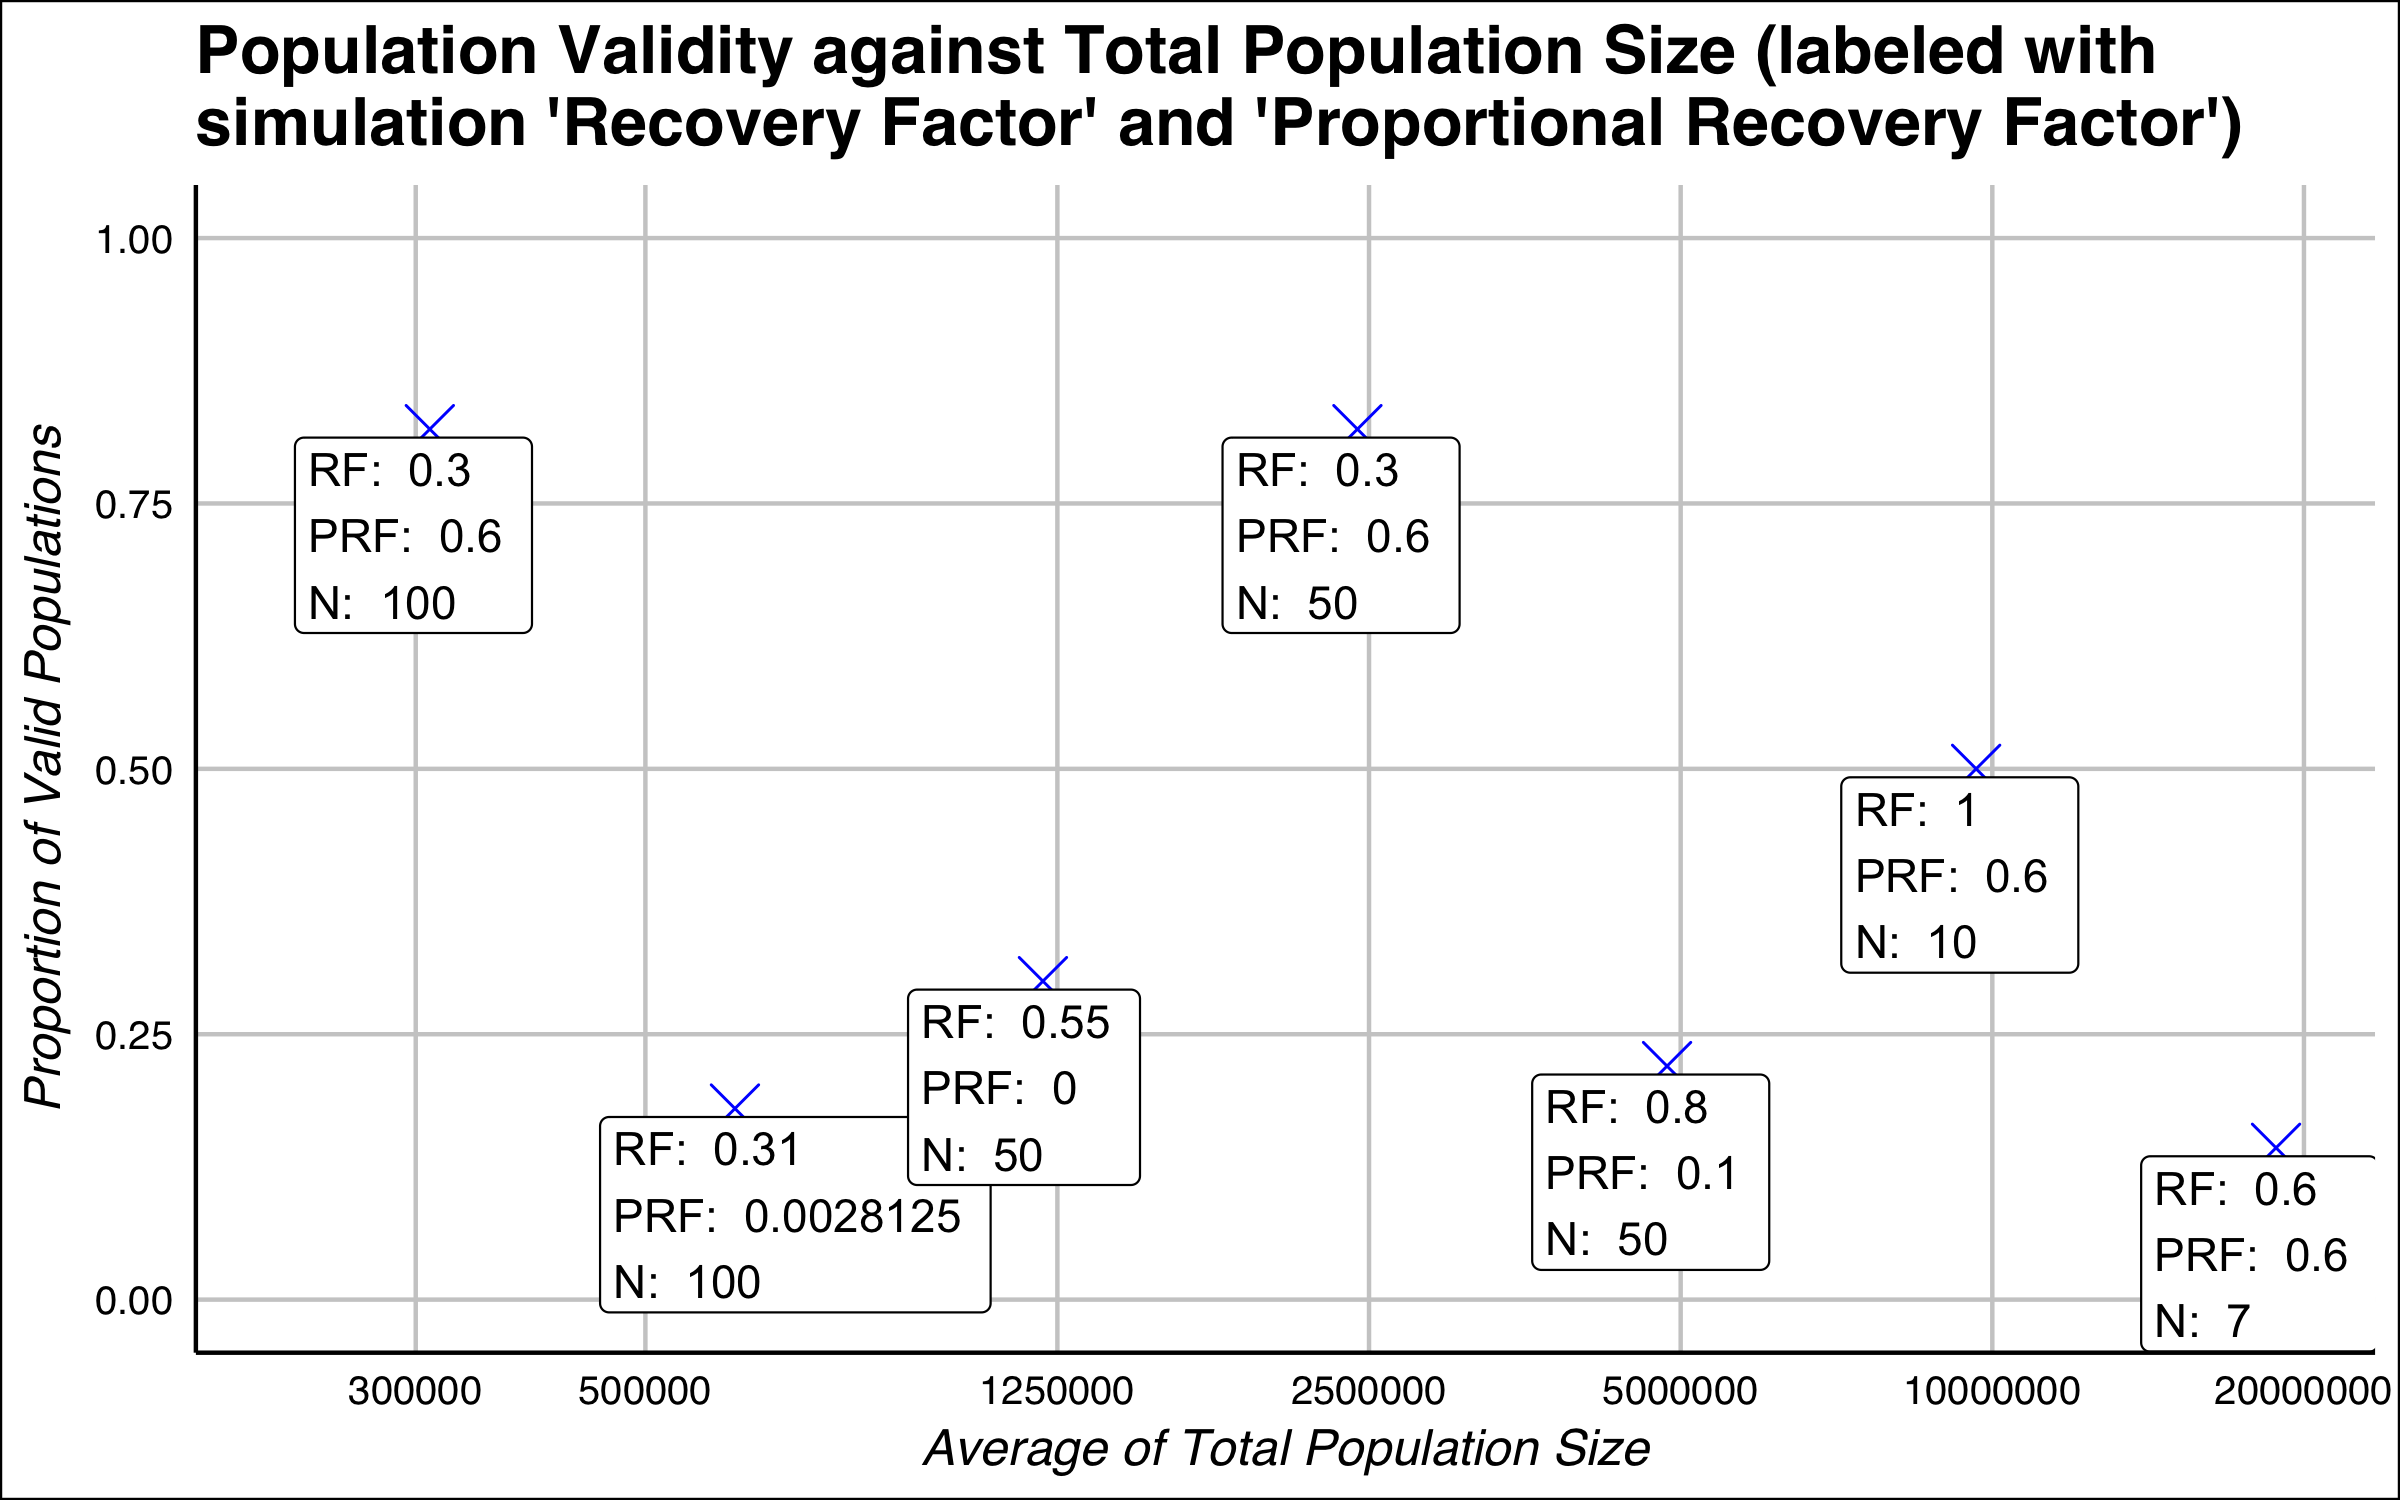 Population Validity against Total Population Size (labeled with
simulation 'Recovery Factor' and 'Proportional Recovery Factor')
Proportion of Valid Populations
1.00
0.75
0.50
0.25
0.00
RF: 0.3
PRF: 0.6
N: 100
RF: 0.31
PRF: 0.0028125
N: 100
RF: 0.55
PRF: 0
N: 50
RF: 0.3
PRF: 0.6
N: 50
RF: 0.8
PRF: 0.1
N: 50
RF: 1
PRF: 0.6
N: 10
RF: 0.6
PRF: 0.6
N: 7
300000 500000 1250000 2500000 5000000 10000000 20000000
Average of Total Population Size